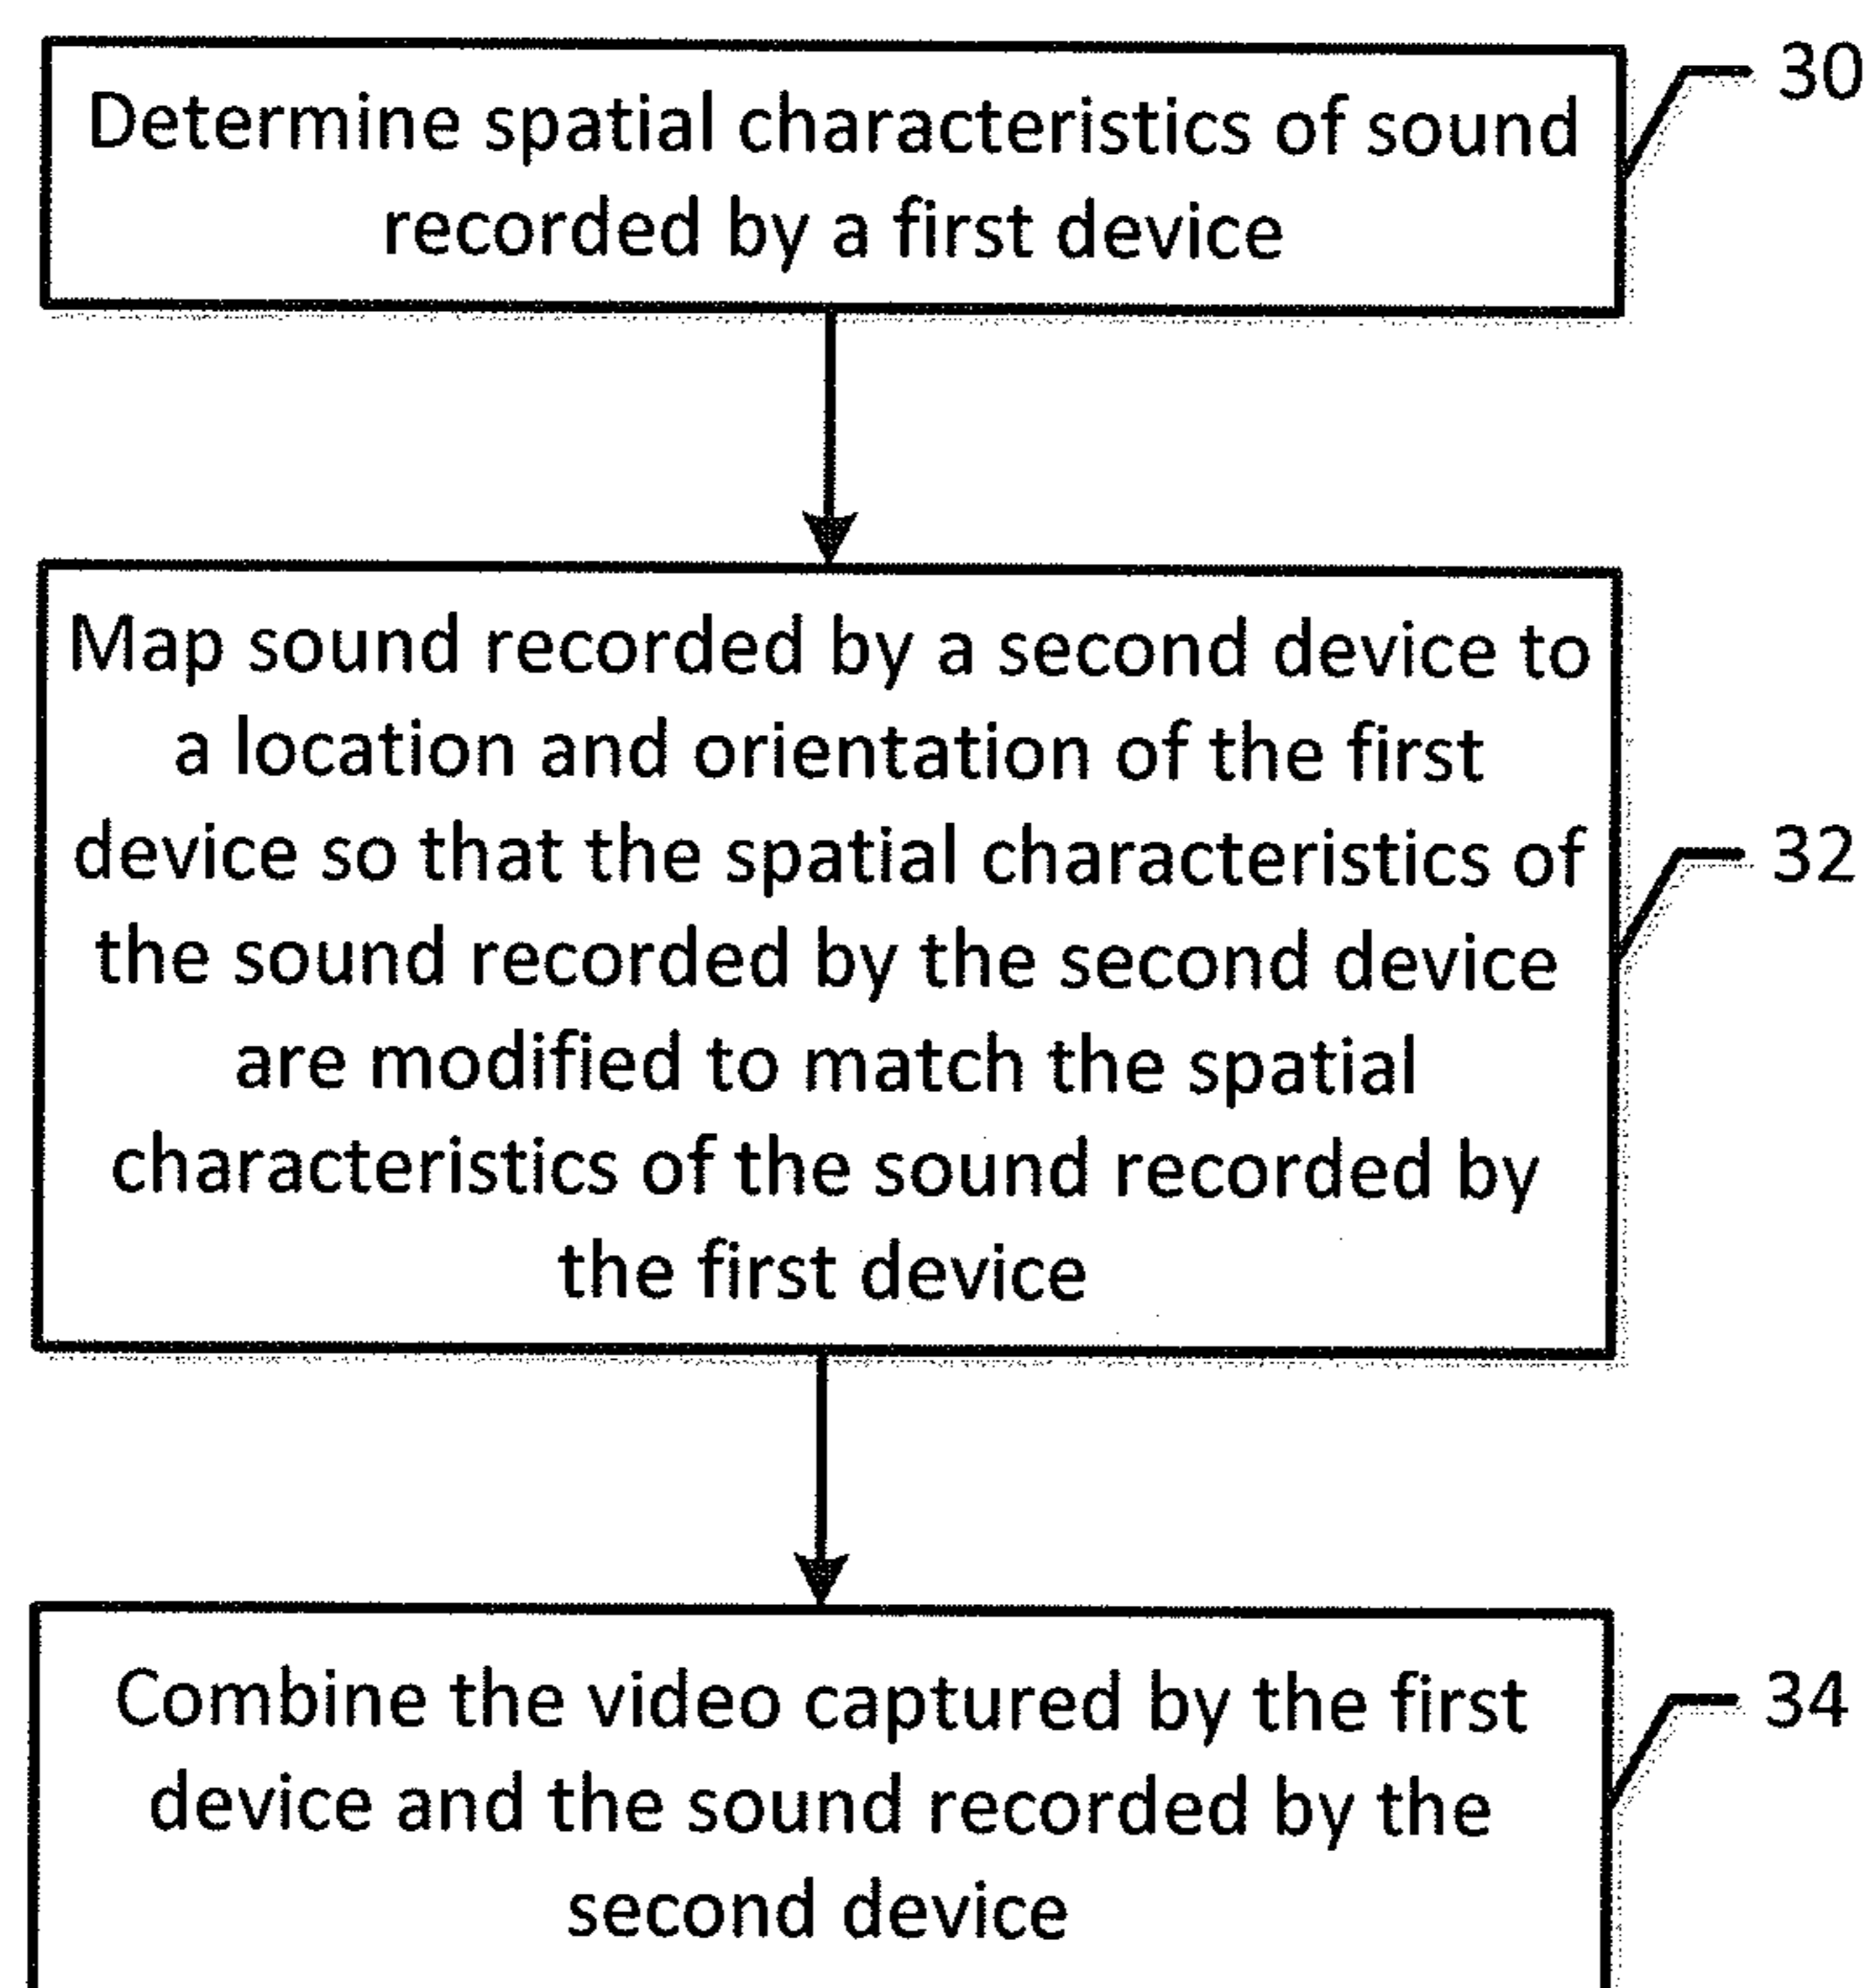 30
Determine spatial characteristics of sound
recorded by a first device
Map sound recorded by a second device to
a location and orientation of the first
device so that the spatial characteristics of
32
the sound recorded by the second device
are modified to match the spatial
characteristics of the sound recorded by
the first device
Combine the video captured by the first
34
device and the sound recorded by the
second device